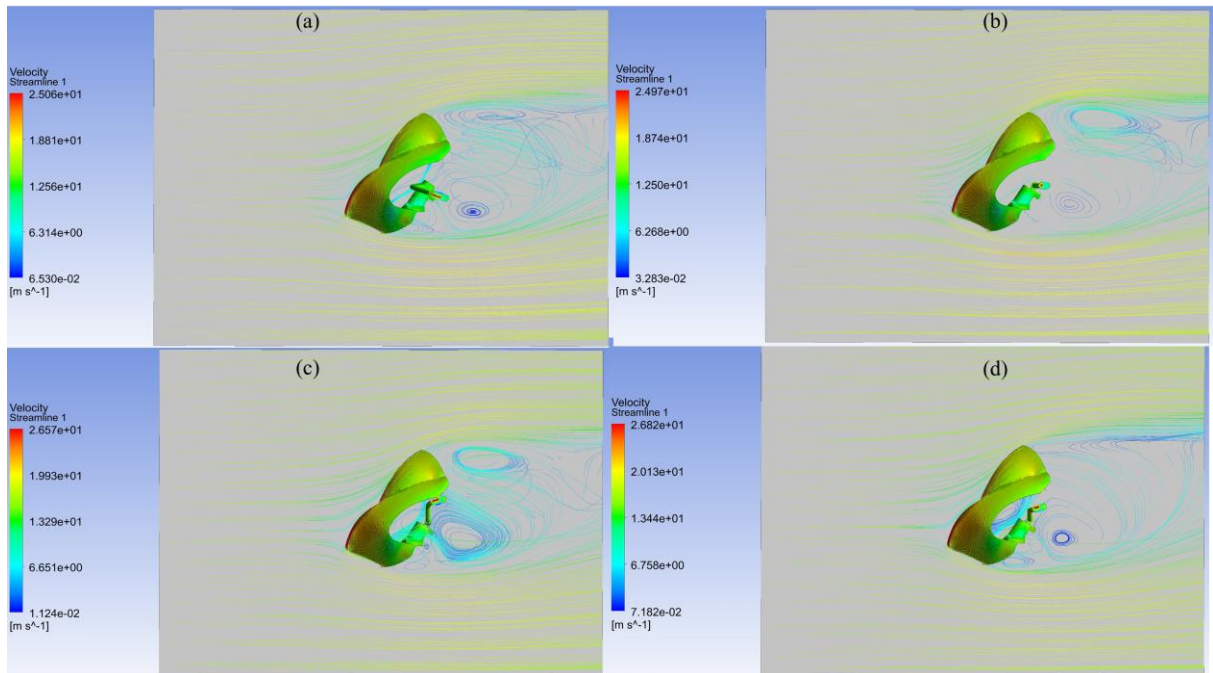 (a)
Velocity
Streamline 1
2.506e+01
1.881e+01
1.256e+01
6.314e+00
6.530e-02
[m s^-1]
(b)
Velocity
Streamline 1
2.497e+01
1.874e+01
1.250e+01
6.268e+00
3.283e-02
[m s^-1]
(c)
Velocity
Streamline 1
2.657e+01
1.993e+01
1.329e+01
6.651e+00
1.124e-02
[m s^-1]
(d)
Velocity
Streamline 1
2.682e+01
2.013e+01
1.344e+01
6.758e+00
7.182e-02
[m s^-1]